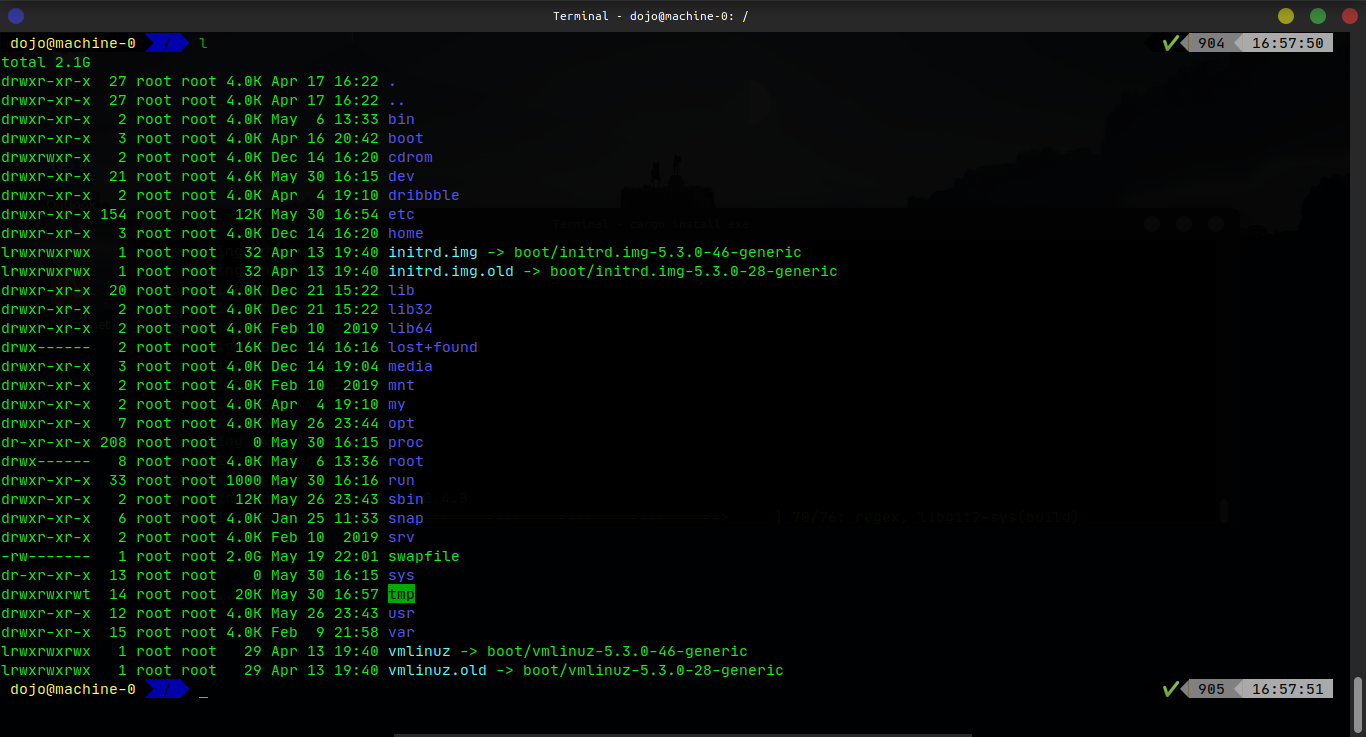 Terminal - dojo@machine-0: /
dojo@machine-0 / l ✔ 904 16:57:50
total 2.1G
drwxr-xr-x  27 root root 4.0K Apr 17 16:22 .
drwxr-xr-x  27 root root 4.0K Apr 17 16:22 ..
drwxr-xr-x   2 root root 4.0K May  6 13:33 bin
drwxr-xr-x   3 root root 4.0K Apr 16 20:42 boot
drwxrwxr-x   2 root root 4.0K Dec 14 16:20 cdrom
drwxr-xr-x  21 root root 4.6K May 30 16:15 dev
drwxr-xr-x   2 root root 4.0K Apr  4 19:10 dribbble
drwxr-xr-x 154 root root  12K May 30 16:54 etc
drwxr-xr-x   3 root root 4.0K Dec 14 16:20 home
lrwxrwxrwx   1 root root   32 Apr 13 19:40 initrd.img -> boot/initrd.img-5.3.0-46-generic
lrwxrwxrwx   1 root root   32 Apr 13 19:40 initrd.img.old -> boot/initrd.img-5.3.0-28-generic
drwxr-xr-x  20 root root 4.0K Dec 21 15:22 lib
drwxr-xr-x   2 root root 4.0K Dec 21 15:22 lib32
drwxr-xr-x   2 root root 4.0K Feb 10  2019 lib64
drwx------   2 root root  16K Dec 14 16:16 lost+found
drwxr-xr-x   3 root root 4.0K Dec 14 19:04 media
drwxr-xr-x   2 root root 4.0K Feb 10  2019 mnt
drwxr-xr-x   2 root root 4.0K Apr  4 19:10 my
drwxr-xr-x   7 root root 4.0K May 26 23:44 opt
dr-xr-xr-x 208 root root    0 May 30 16:15 proc
drwx------   8 root root 4.0K May  6 13:36 root
drwxr-xr-x  33 root root 1000 May 30 16:16 run
drwxr-xr-x   2 root root  12K May 26 23:43 sbin
drwxr-xr-x   6 root root 4.0K Jan 25 11:33 snap
drwxr-xr-x   2 root root 4.0K Feb 10  2019 srv
-rw-------   1 root root 2.0G May 19 22:01 swapfile
dr-xr-xr-x  13 root root    0 May 30 16:15 sys
drwxrwxrwt  14 root root  20K May 30 16:57 tmp
drwxr-xr-x  12 root root 4.0K May 26 23:43 usr
drwxr-xr-x  15 root root 4.0K Feb  9 21:58 var
lrwxrwxrwx   1 root root   29 Apr 13 19:40 vmlinuz -> boot/vmlinuz-5.3.0-46-generic
lrwxrwxrwx   1 root root   29 Apr 13 19:40 vmlinuz.old -> boot/vmlinuz-5.3.0-28-generic
dojo@machine-0 / _ ✔ 905 16:57:51